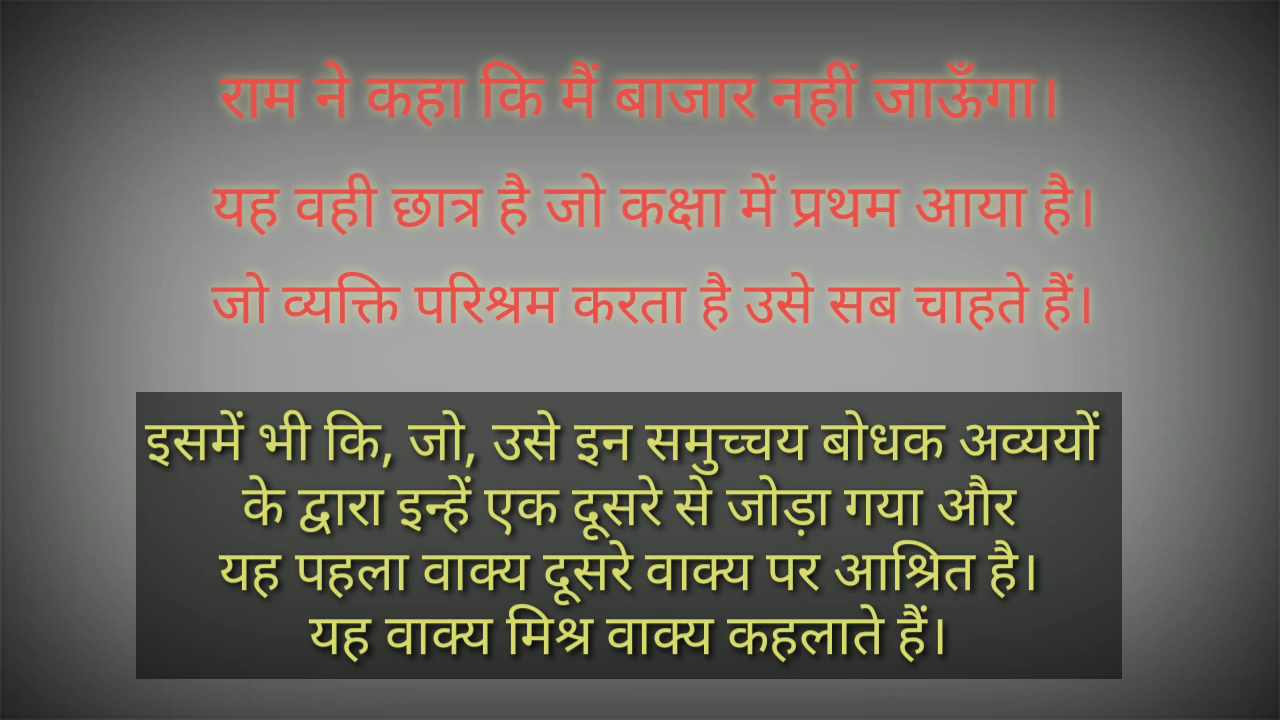 राम ने कहा कि मैं बाजार नहीं जाऊँगा।
यह वही छात्र है जो कक्षा में प्रथम आया है।
जो व्यक्ति परिश्रम करता है उसे सब चाहते हैं।
इसमें भी कि, जो, उसे इन समुच्चय बोधक अव्ययों
के द्वारा इन्हें एक दूसरे से जोड़ा गया और
यह पहला वाक्य दूसरे वाक्य पर आश्रित है।
यह वाक्य मिश्र वाक्य कहलाते हैं।